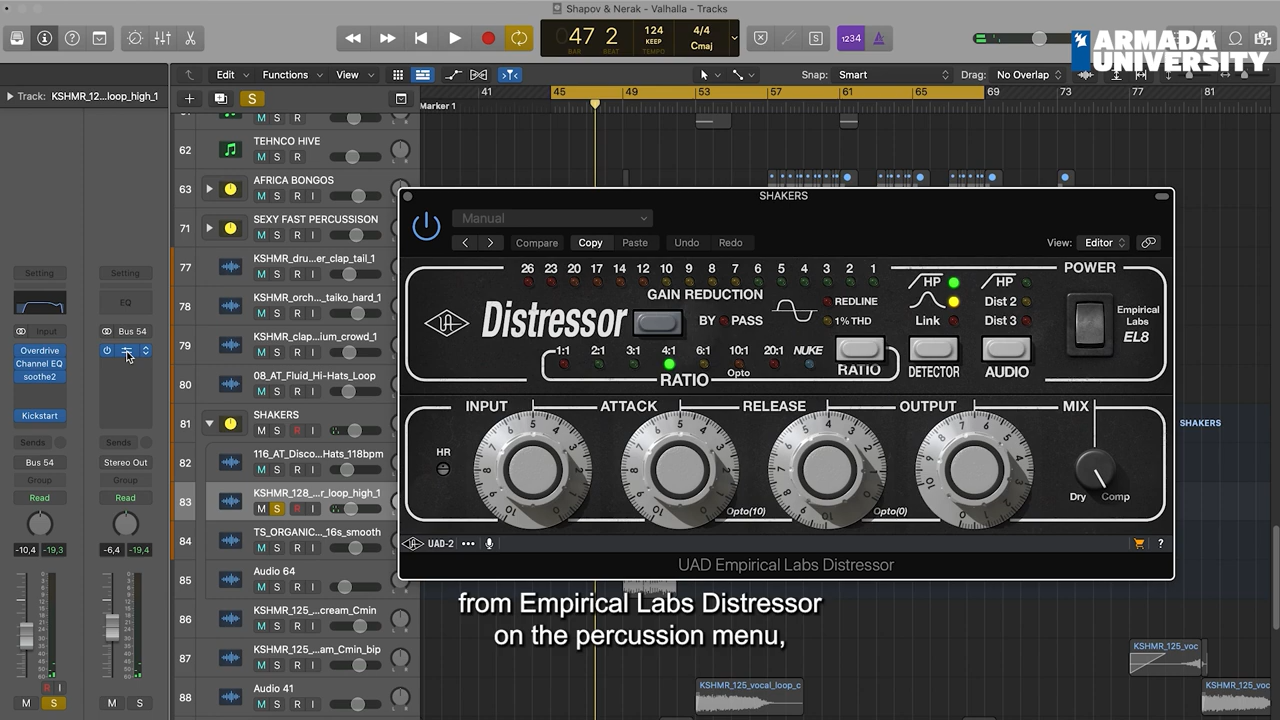 Shapov & Nerak - Valhalla - Tracks
47 2
BAR BEAT
124
KEEP
TEMPO
4/4
Cmaj
1234
ARMADA
UNIVERSITY
Track: KSHMR_12...loop_high_1
Edit Functions View
Snap: Smart
Drag: No Overlap
S
41 45 49 53 57 61 65 69 73 77 81
Marker 1
M S R
62 TEHNCO HIVE
M S R
63 AFRICA BONGOS
M S R I
71 SEXY FAST PERCUSSISON
M S R I
77 KSHMR_dru...er_clap_tail_1
M S R I
78 KSHMR_orch...._taiko_hard_1
M S R I
79 KSHMR_clap...ium_crowd_1
M S R I
80 08_AT_Fluid_Hi-Hats_Loop
M S R I
81 SHAKERS
M S R I
82 116_AT_Disco...Hats_118bpm
M S R I
83 KSHMR_128_...r_loop_high_1
M S R I
84 TS_ORGANIC...16s_smooth
M S R I
85 Audio 64
M S R I
86 KSHMR_125_...cream_Cmin
M S R I
87 KSHMR_125_...am_Cmin_bip
M S R I
88 Audio 41
M S R I
Setting Setting
EQ
Input Bus 54
Overdrive
Channel EQ
soothe2
Kickstart
Sends Sends
Bus 54 Stereo Out
Group Group
Read Read
-10,4 -19,3 -6,4 -19,4
R I
M S M S
SHAKERS
Manual
Compare Copy Paste Undo Redo
View: Editor
26 23 20 17 14 12 10 9 8 7 6 5 4 3 2 1
GAIN REDUCTION
Distressor
BY PASS
REDLINE
1% THD
HP
Link
HP
Dist 2
Dist 3
POWER
Empirical
Labs
EL8
1:1 2:1 3:1 4:1 6:1 10:1 20:1 NUKE
Opto
RATIO
RATIO
DETECTOR
AUDIO
INPUT ATTACK RELEASE OUTPUT MIX
HR
Opto(10)
Opto(0)
Dry Comp
UAD-2
?
UAD Empirical Labs Distressor
SHAKERS
from Empirical Labs Distressor
on the percussion menu,
KSHMR_125_voc
KSHMR_125_vocal_loop_c
KSHMR_125_voc